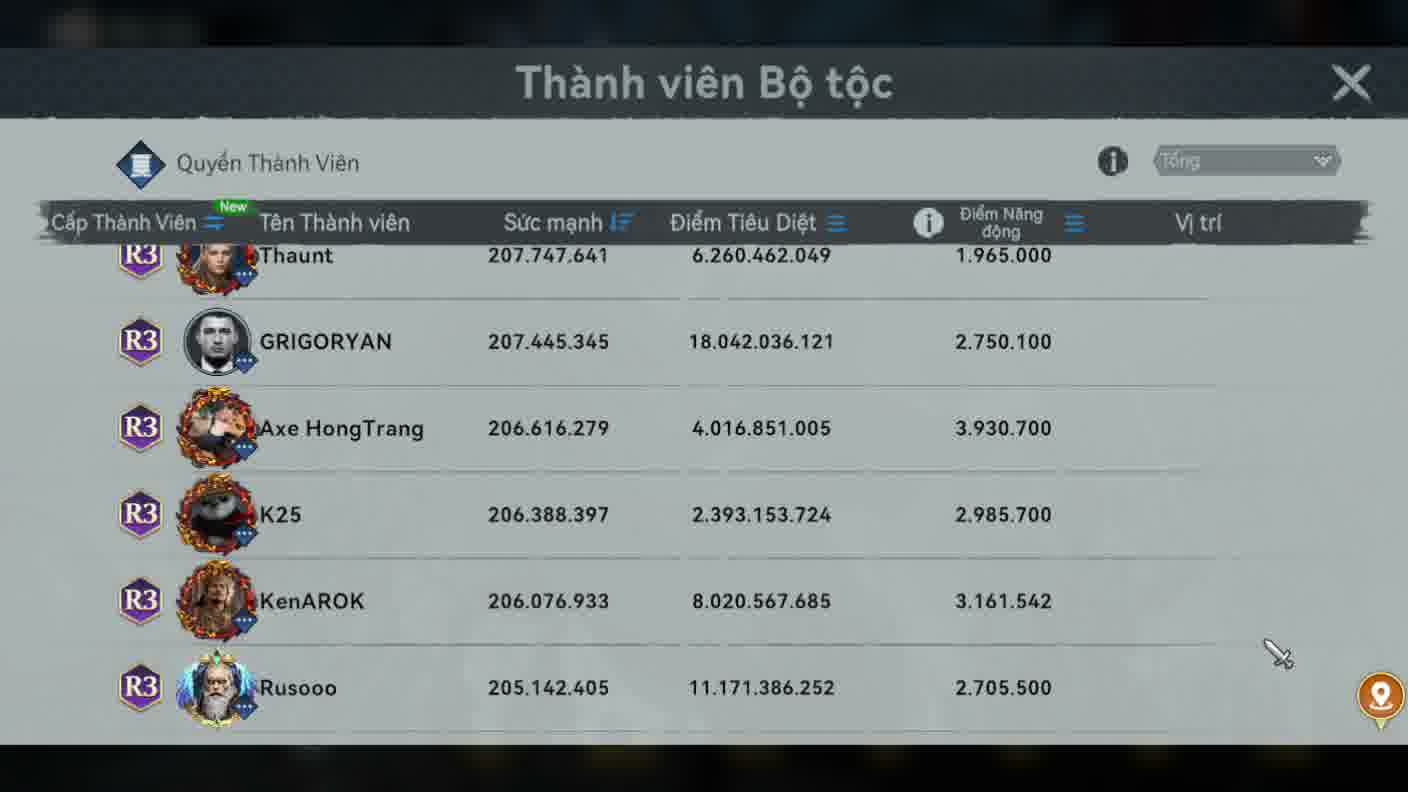 Thành viên Bộ tộc
Quyển Thành Viên
Tổng
New
Cấp Thành Viên Tên Thành viên Sức mạnh Điểm Tiêu Diệt Điểm Năng động Vị trí
R3 Thaunt 207.747.641 6.260.462.049 1.965.000
R3 GRIGORYAN 207.445.345 18.042.036.121 2.750.100
R3 Axe HongTrang 206.616.279 4.016.851.005 3.930.700
R3 K25 206.388.397 2.393.153.724 2.985.700
R3 KenAROK 206.076.933 8.020.567.685 3.161.542
R3 Rusooo 205.142.405 11.171.386.252 2.705.500